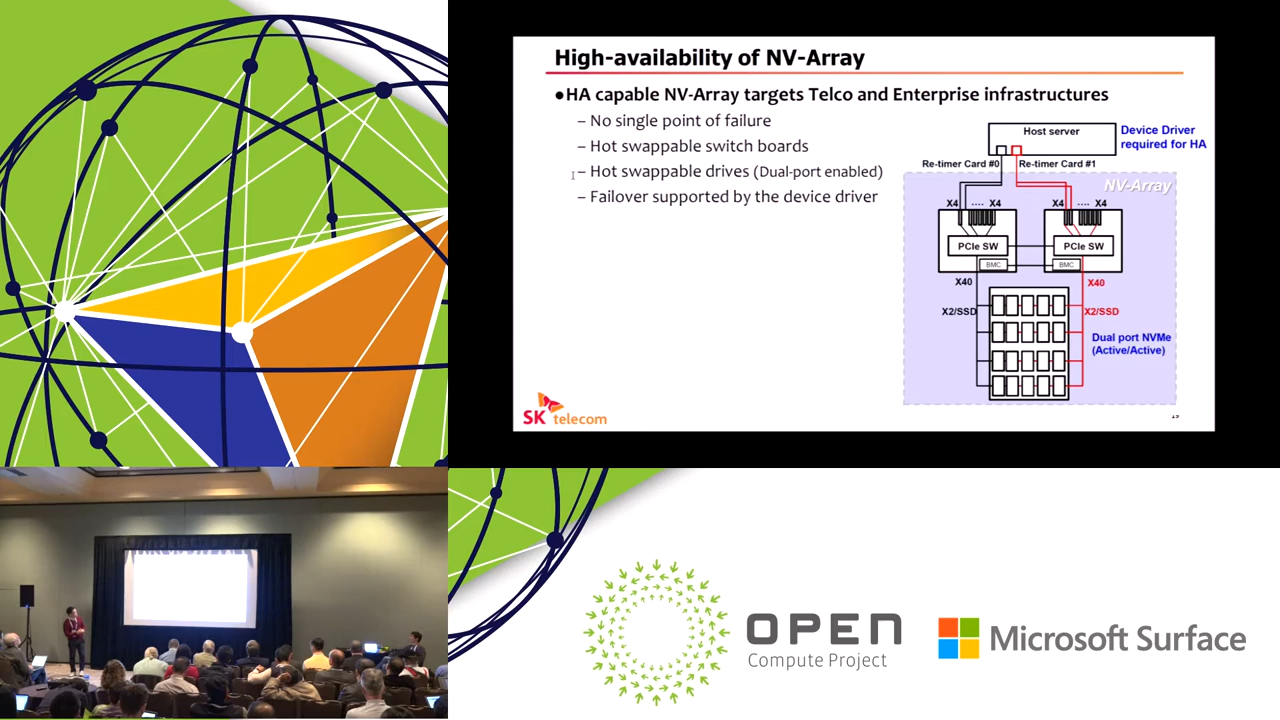 High-availability of NV-Array
●HA capable NV-Array targets Telco and Enterprise infrastructures
– No single point of failure
– Hot swappable switch boards
– Hot swappable drives (Dual-port enabled)
– Failover supported by the device driver
Host server
Device Driver
required for HA
Re-timer Card #0
Re-timer Card #1
NV-Array
X4 .... X4
X4 .... X4
PCIe SW
PCIe SW
BMC
BMC
X40
X40
X2/SSD
X2/SSD
Dual port NVMe
(Active/Active)
SK telecom
OPEN
Compute Project
Microsoft Surface